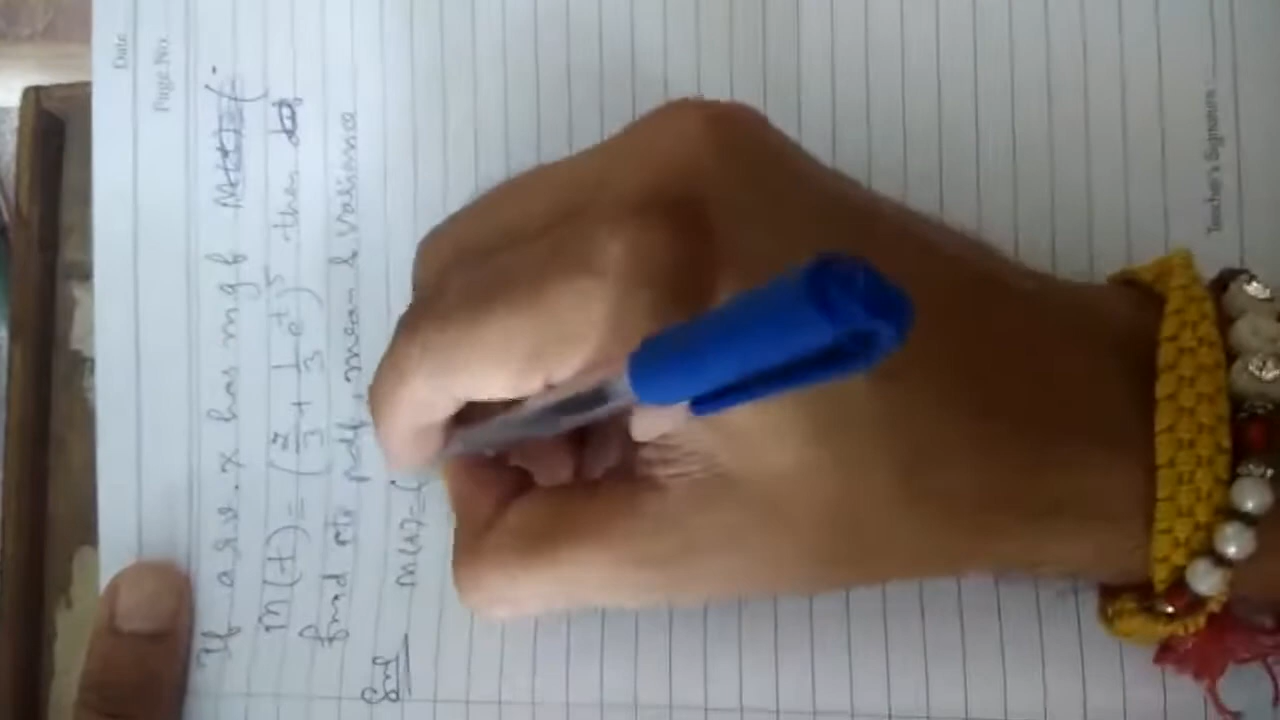 Date
Page No.
If a r.v. x has mgf
M(t) = (2/3 + 1/3 e^t)^5 then
find its pdf, mean & variance
Sol
M(t) = (
Teacher's Signature